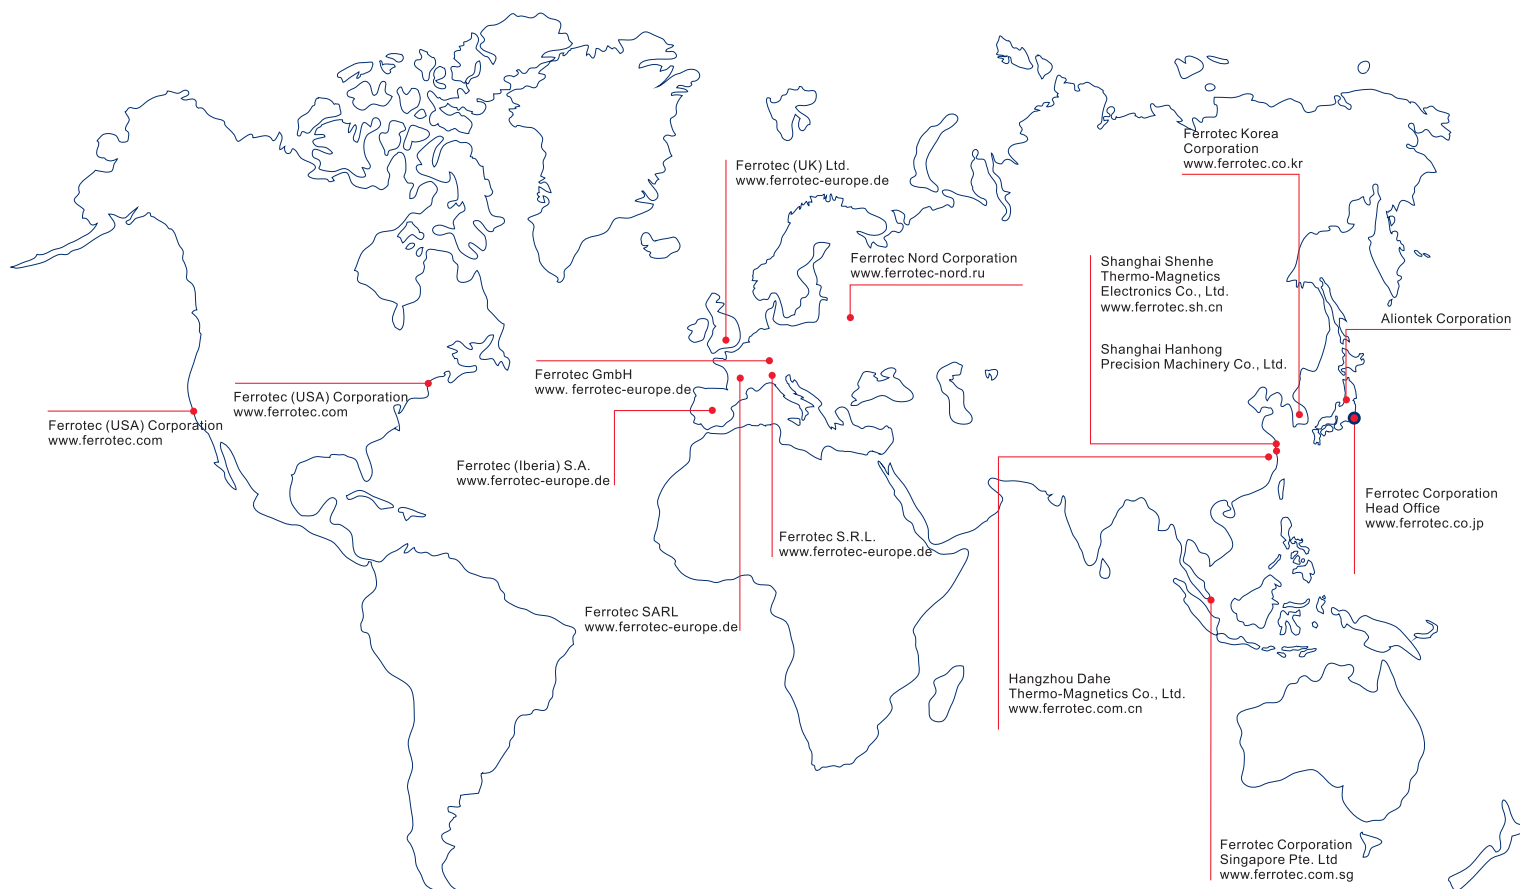 Ferrotec Korea
Corporation
www.ferrotec.co.kr
Ferrotec (UK) Ltd.
www.ferrotec-europe.de
Ferrotec Nord Corporation
www.ferrotec-nord.ru
Shanghai Shenhe
Thermo-Magnetics
Electronics Co., Ltd.
www.ferrotec.sh.cn
Aliontek Corporation
Shanghai Hanhong
Precision Machinery Co., Ltd.
Ferrotec GmbH
www. ferrotec-europe.de
Ferrotec (USA) Corporation
www.ferrotec.com
Ferrotec (USA) Corporation
www.ferrotec.com
Ferrotec (Iberia) S.A.
www.ferrotec-europe.de
Ferrotec Corporation
Head Office
www.ferrotec.co.jp
Ferrotec S.R.L.
www.ferrotec-europe.de
Ferrotec SARL
www.ferrotec-europe.de
Hangzhou Dahe
Thermo-Magnetics Co., Ltd.
www.ferrotec.com.cn
Ferrotec Corporation
Singapore Pte. Ltd
www.ferrotec.com.sg